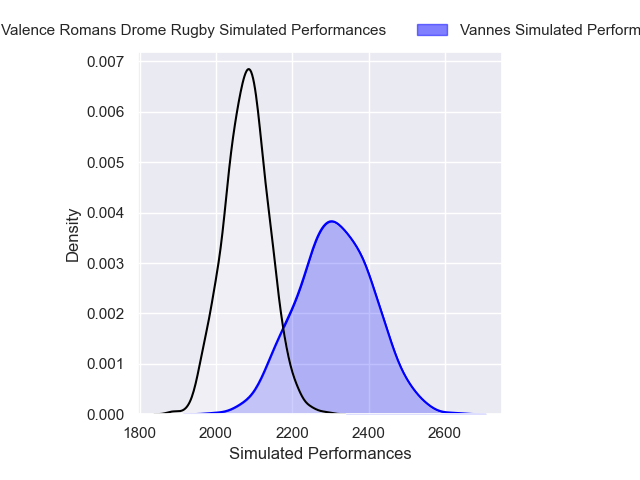 Valence Romans Drome Rugby Simulated Performances
Vannes Simulated Perform
0.007
0.006
0.005
0.004
0.003
0.002
0.001
0.000
Density
1800 2000 2200 2400 2600
Simulated Performances